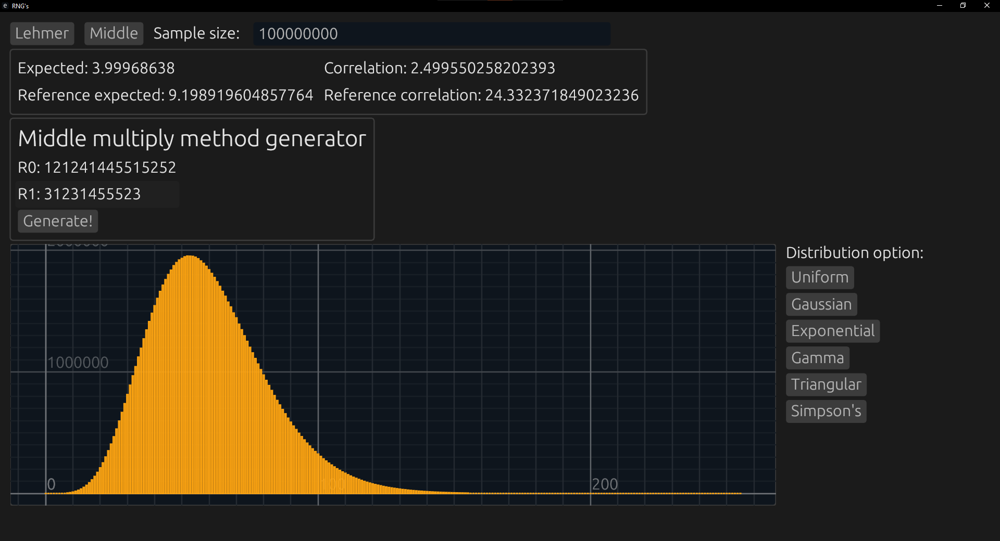 e RNG's
Lehmer Middle Sample size: 100000000
Expected: 3.99968638 Correlation: 2.499550258202393
Reference expected: 9.198919604857764 Reference correlation: 24.332371849023236
Middle multiply method generator
R0: 121241445515252
R1: 31231455523
Generate!
2000000
Distribution option:
Uniform
Gaussian
Exponential
Gamma
1000000
Triangular
Simpson's
0 100 200